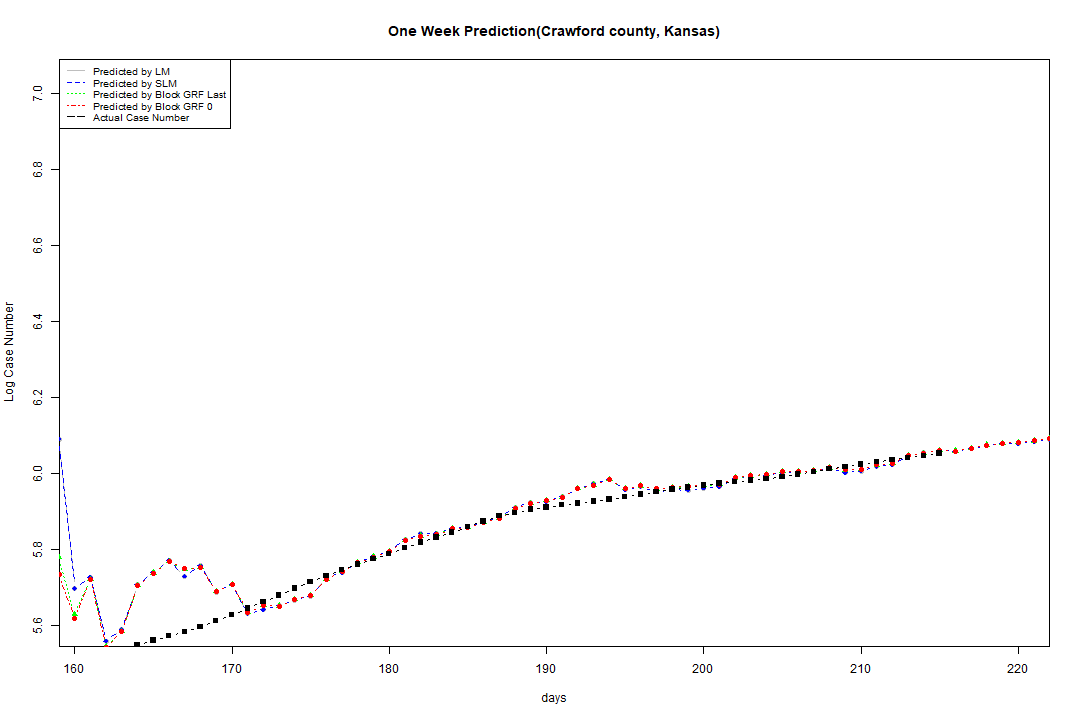 One Week Prediction(Crawford county, Kansas)
Predicted by LM
Predicted by SLM
Predicted by Block GRF Last
Predicted by Block GRF 0
Actual Case Number
7.0
6.8
6.6
6.4
6.2
6.0
5.8
5.6
Log Case Number
160 170 180 190 200 210 220
days